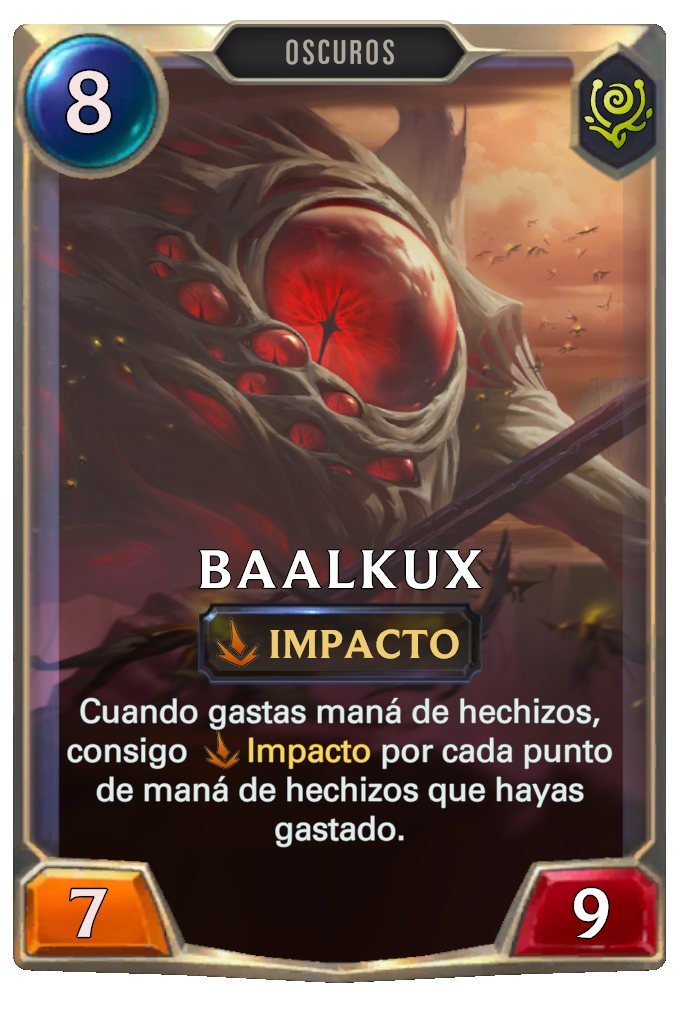 OSCUROS
8
BAALKUX
IMPACTO
Cuando gastas maná de hechizos,
consigo Impacto por cada punto
de maná de hechizos que hayas
gastado.
7
9